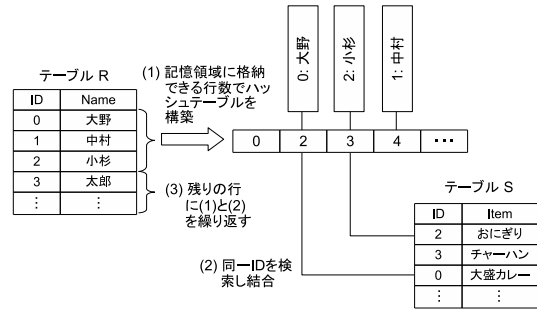 テーブル R
ID Name
0 大野
1 中村
2 小杉
3 太郎
⋮ ⋮
(1) 記憶領域に格納
できる行数でハッ
シュテーブルを
構築
(3) 残りの行
に(1)と(2)
を繰り返す
0: 大野
2: 小杉
1: 中村
0 2 3 4 …
(2) 同一IDを検
索し結合
テーブル S
ID Item
2 おにぎり
3 チャーハン
0 大盛カレー
⋮ ⋮